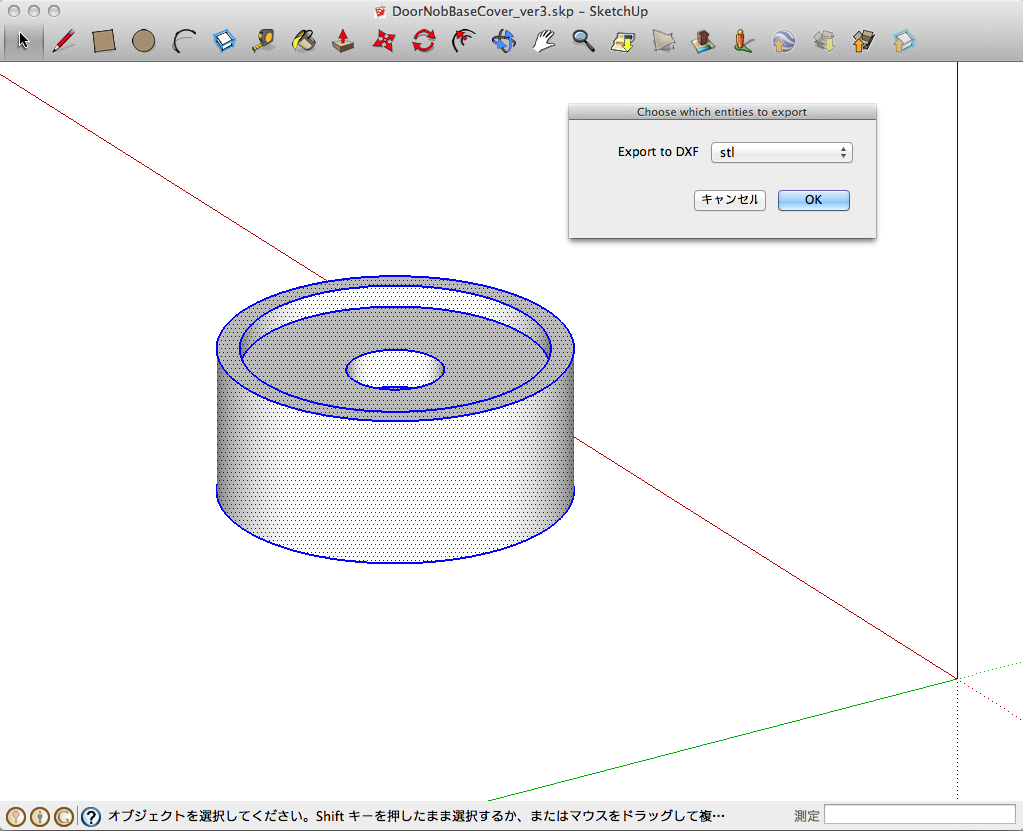 DoorNobBaseCover_ver3.skp – SketchUp
Choose which entities to export
Export to DXF stl
キャンセル OK
オブジェクトを選択してください。Shift キーを押したまま選択するか、またはマウスをドラッグして複… 測定